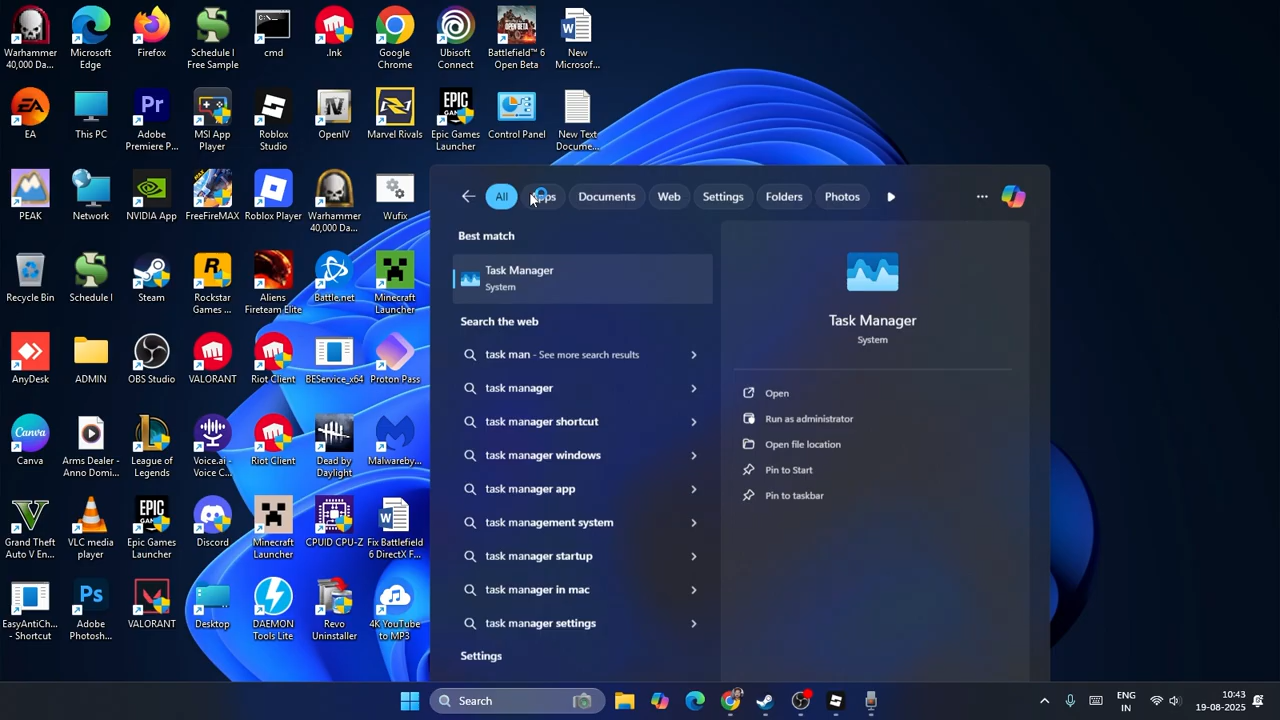 Warhammer
40,000 Da...
Microsoft
Edge
Firefox
Schedule I
Free Sample
cmd
.lnk
Google
Chrome
Ubisoft
Connect
Battlefield™ 6
Open Beta
New
Microsof...
EA
This PC
Adobe
Premiere P...
MSI App
Player
Roblox
Studio
OpenIV
Marvel Rivals
Epic Games
Launcher
Control Panel
New Text
Docume...
PEAK
Network
NVIDIA App
FreeFireMAX
Roblox Player
Warhammer
40,000 Da...
Wufix
Recycle Bin
Schedule I
Steam
Rockstar
Games ...
Aliens
Fireteam Elite
Battle.net
Minecraft
Launcher
AnyDesk
ADMIN
OBS Studio
VALORANT
Riot Client
BEService_x64
Proton Pass
Canva
Arms Dealer -
Anno Domi...
League of
Legends
Voice.ai -
Voice C...
Riot Client
Dead by
Daylight
Malwareby...
Grand Theft
Auto V En...
VLC media
player
Epic Games
Launcher
Discord
Minecraft
Launcher
CPUID CPU-Z
Fix Battlefield
6 DirectX F...
EasyAntiCh...
- Shortcut
Adobe
Photosh...
VALORANT
Desktop
DAEMON
Tools Lite
Revo
Uninstaller
4K YouTube
to MP3
All
Apps
Documents
Web
Settings
Folders
Photos
Best match
Task Manager
System
Search the web
task man - See more search results
task manager
task manager shortcut
task manager windows
task manager app
task management system
task manager startup
task manager in mac
task manager settings
Settings
Task Manager
System
Open
Run as administrator
Open file location
Pin to Start
Pin to taskbar
Search
ENG
IN
10:43
19-08-2025